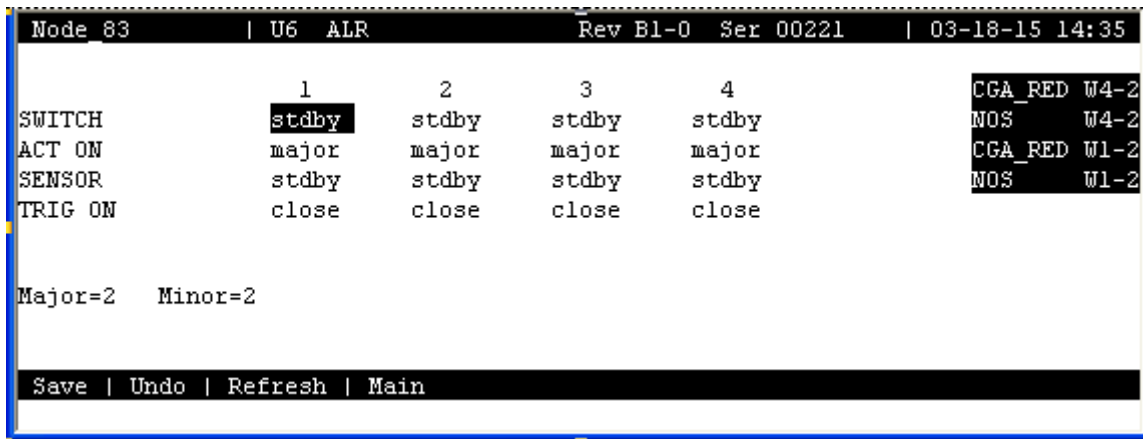 Node_83 | U6 ALR Rev B1-0 Ser 00221 | 03-18-15 14:35
1 2 3 4 CGA_RED W4-2
SWITCH stdby stdby stdby stdby NOS W4-2
ACT ON major major major major CGA_RED W1-2
SENSOR stdby stdby stdby stdby NOS W1-2
TRIG ON close close close close
Major=2 Minor=2
Save | Undo | Refresh | Main